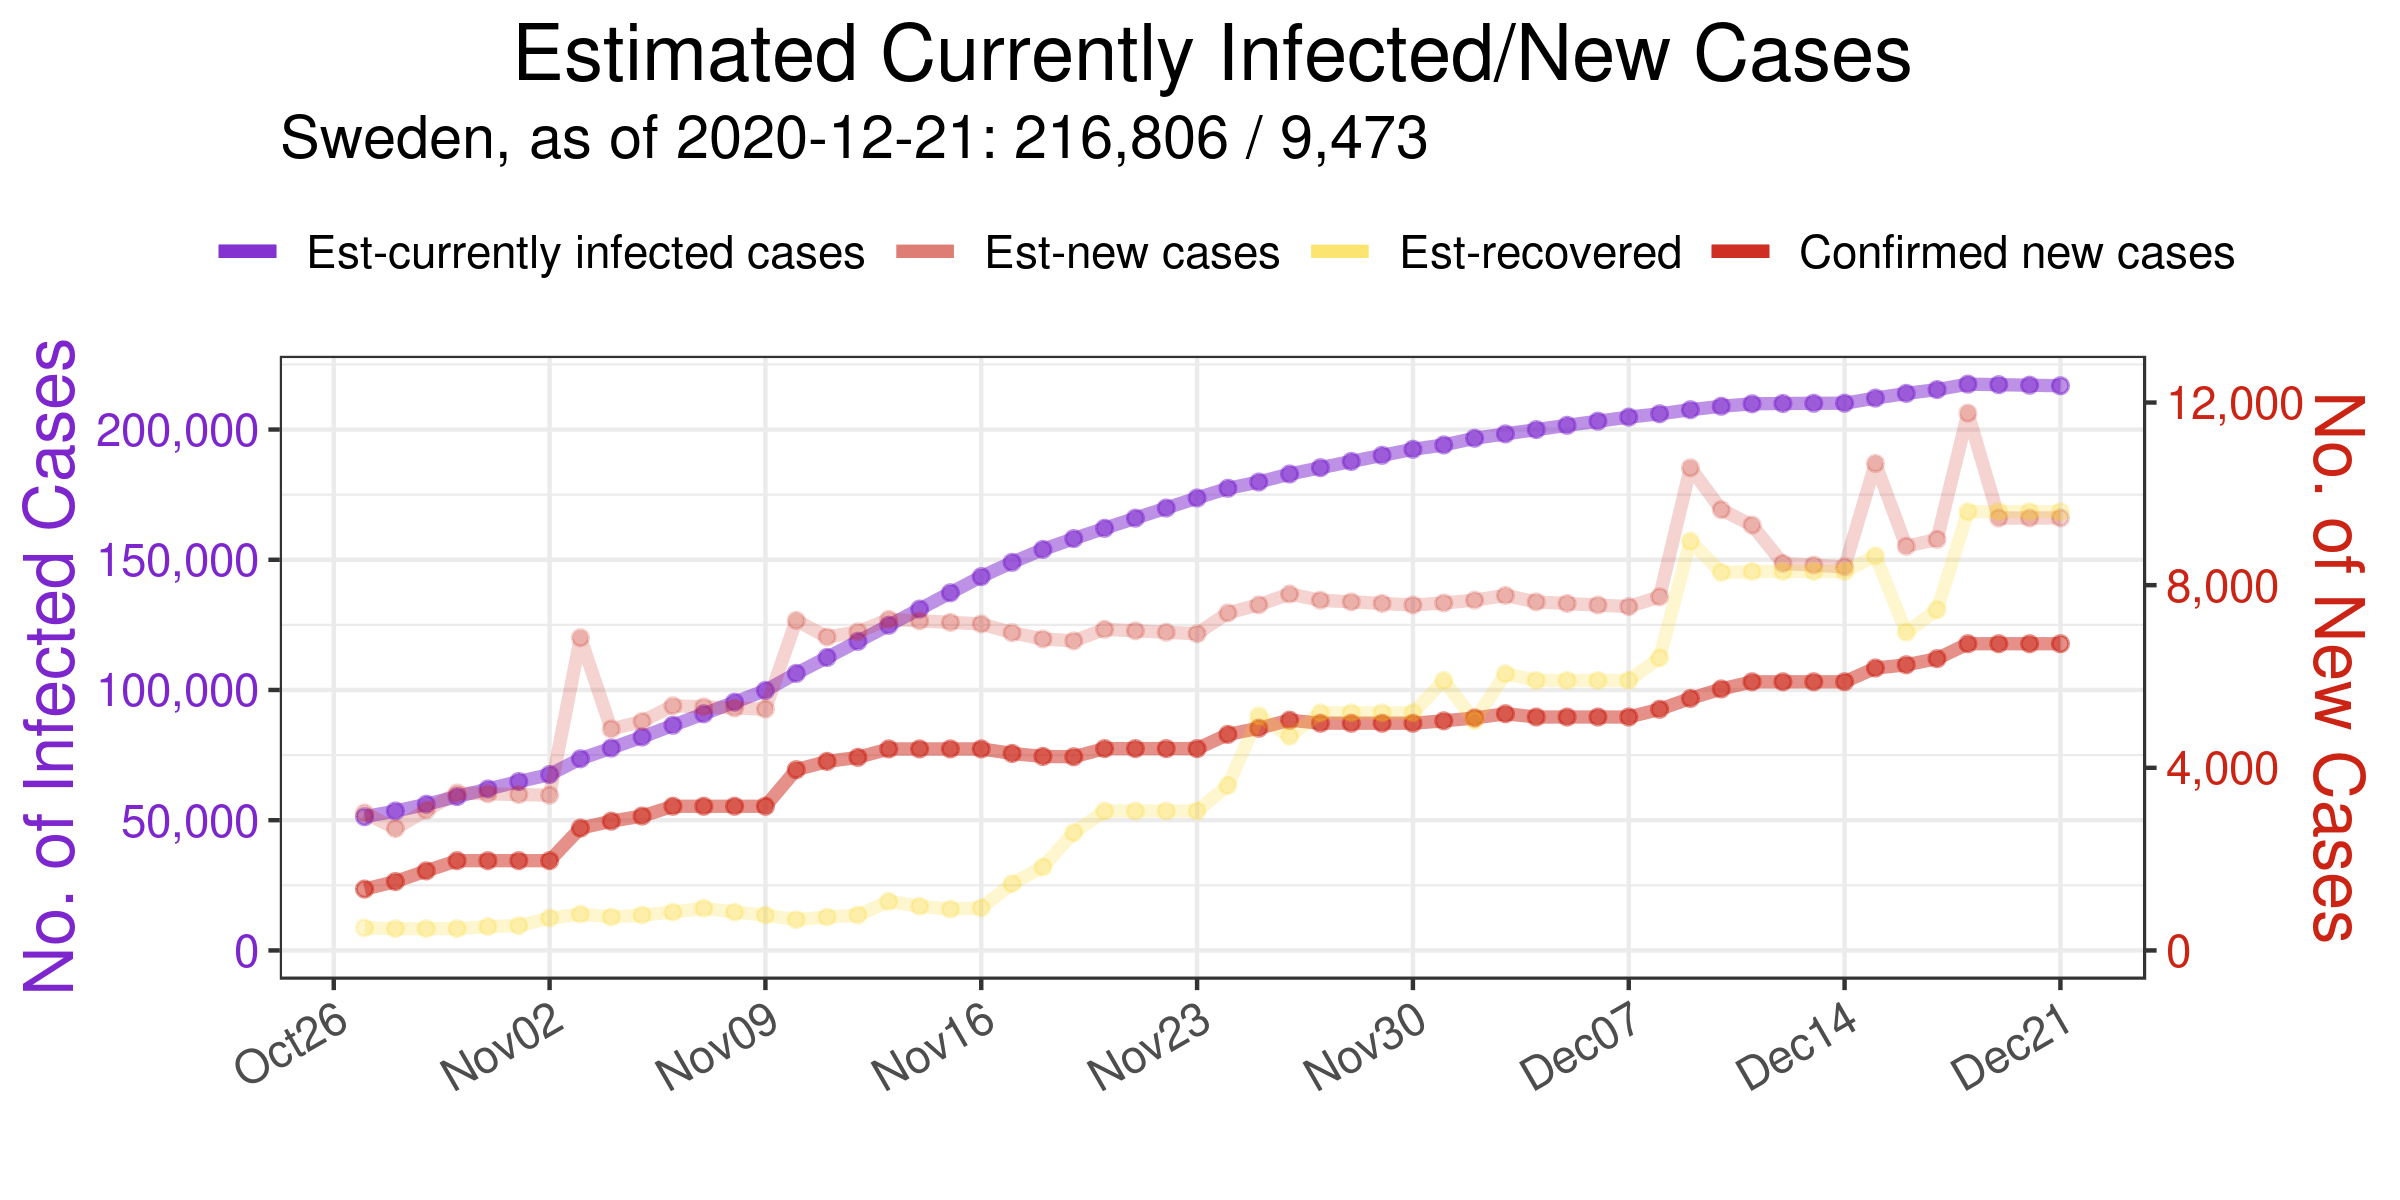 Estimated Currently Infected/New Cases
Sweden, as of 2020-12-21: 216,806 / 9,473
Est-currently infected cases
Est-new cases
Est-recovered
Confirmed new cases
No. of Infected Cases
200,000
150,000
100,000
50,000
0
12,000
8,000
4,000
0
No. of New Cases
Oct26
Nov02
Nov09
Nov16
Nov23
Nov30
Dec07
Dec14
Dec21